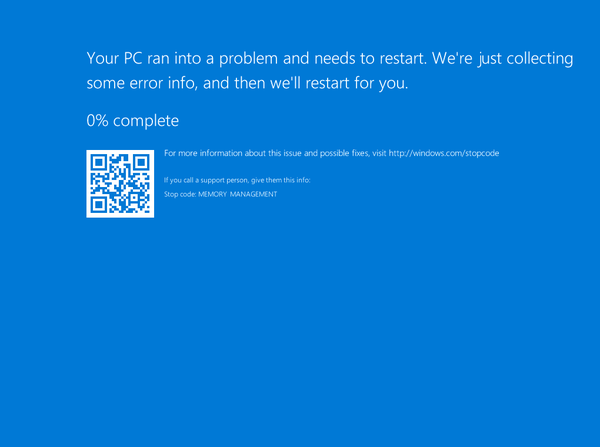 Your PC ran into a problem and needs to restart. We're just collecting
some error info, and then we'll restart for you.
0% complete
For more information about this issue and possible fixes, visit http://windows.com/stopcode
If you call a support person, give them this info:
Stop code: MEMORY MANAGEMENT